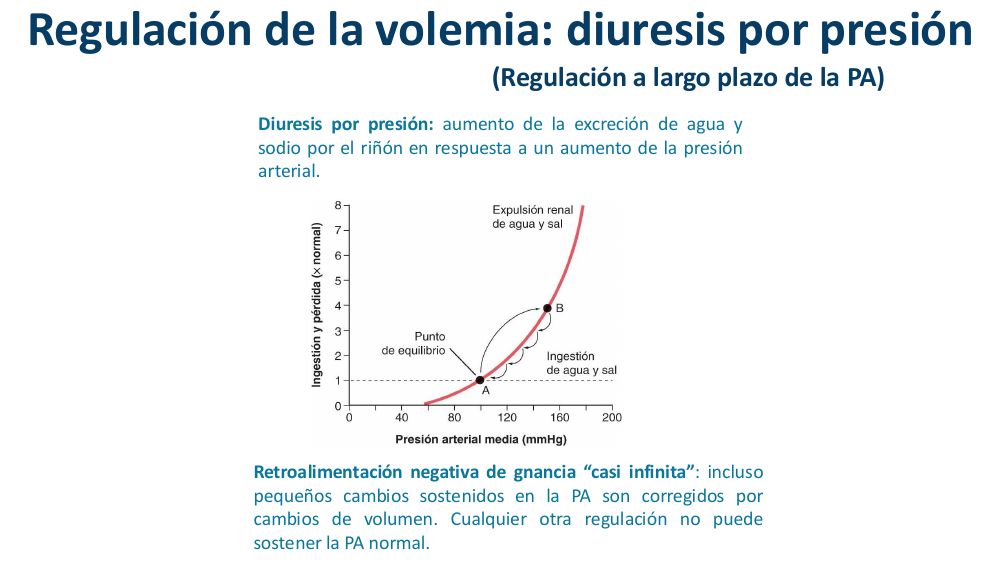 Regulación de la volemia: diuresis por presión
(Regulación a largo plazo de la PA)
Diuresis por presión: aumento de la excreción de agua y
sodio por el riñón en respuesta a un aumento de la presión
arterial.
Ingestión y pérdida (× normal)
8
7
6
5
4
3
2
1
0
Expulsión renal
de agua y sal
B
Punto
de equilibrio
Ingestión
de agua y sal
A
0 40 80 120 160 200
Presión arterial media (mmHg)
Retroalimentación negativa de gnancia “casi infinita”: incluso
pequeños cambios sostenidos en la PA son corregidos por
cambios de volumen. Cualquier otra regulación no puede
sostener la PA normal.